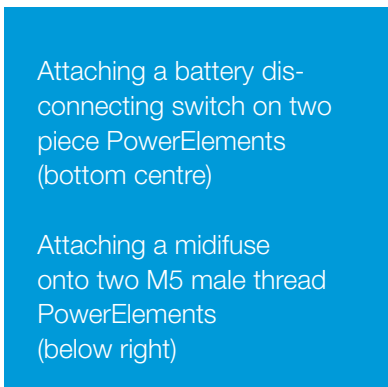 Attaching a battery dis-
connecting switch on two
piece PowerElements
(bottom centre)
Attaching a midifuse
onto two M5 male thread
PowerElements
(below right)